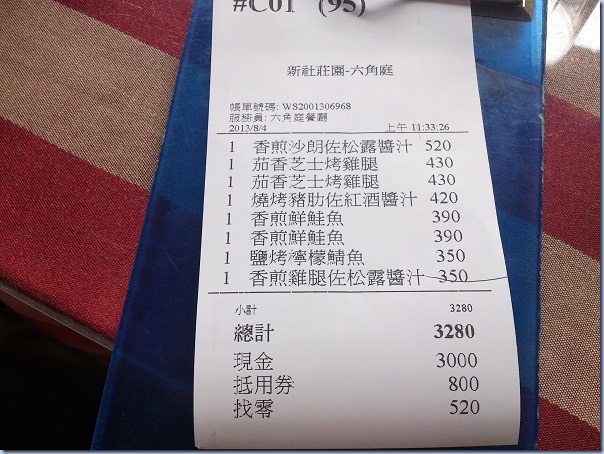 #C01 (95)
新社莊園-六角庭
帳單號碼: WS2001306968
服務員: 六角庭餐廳
2013/8/4 上午 11:33:26
1 香煎沙朗佐松露醬汁 520
1 茄香芝士烤雞腿 430
1 茄香芝士烤雞腿 430
1 燒烤豬肋佐紅酒醬汁 420
1 香煎鮮鮭魚 390
1 香煎鮮鮭魚 390
1 鹽烤檸檬鯖魚 350
1 香煎雞腿佐松露醬汁 350
小計 3280
總計 3280
現金 3000
抵用券 800
找零 520